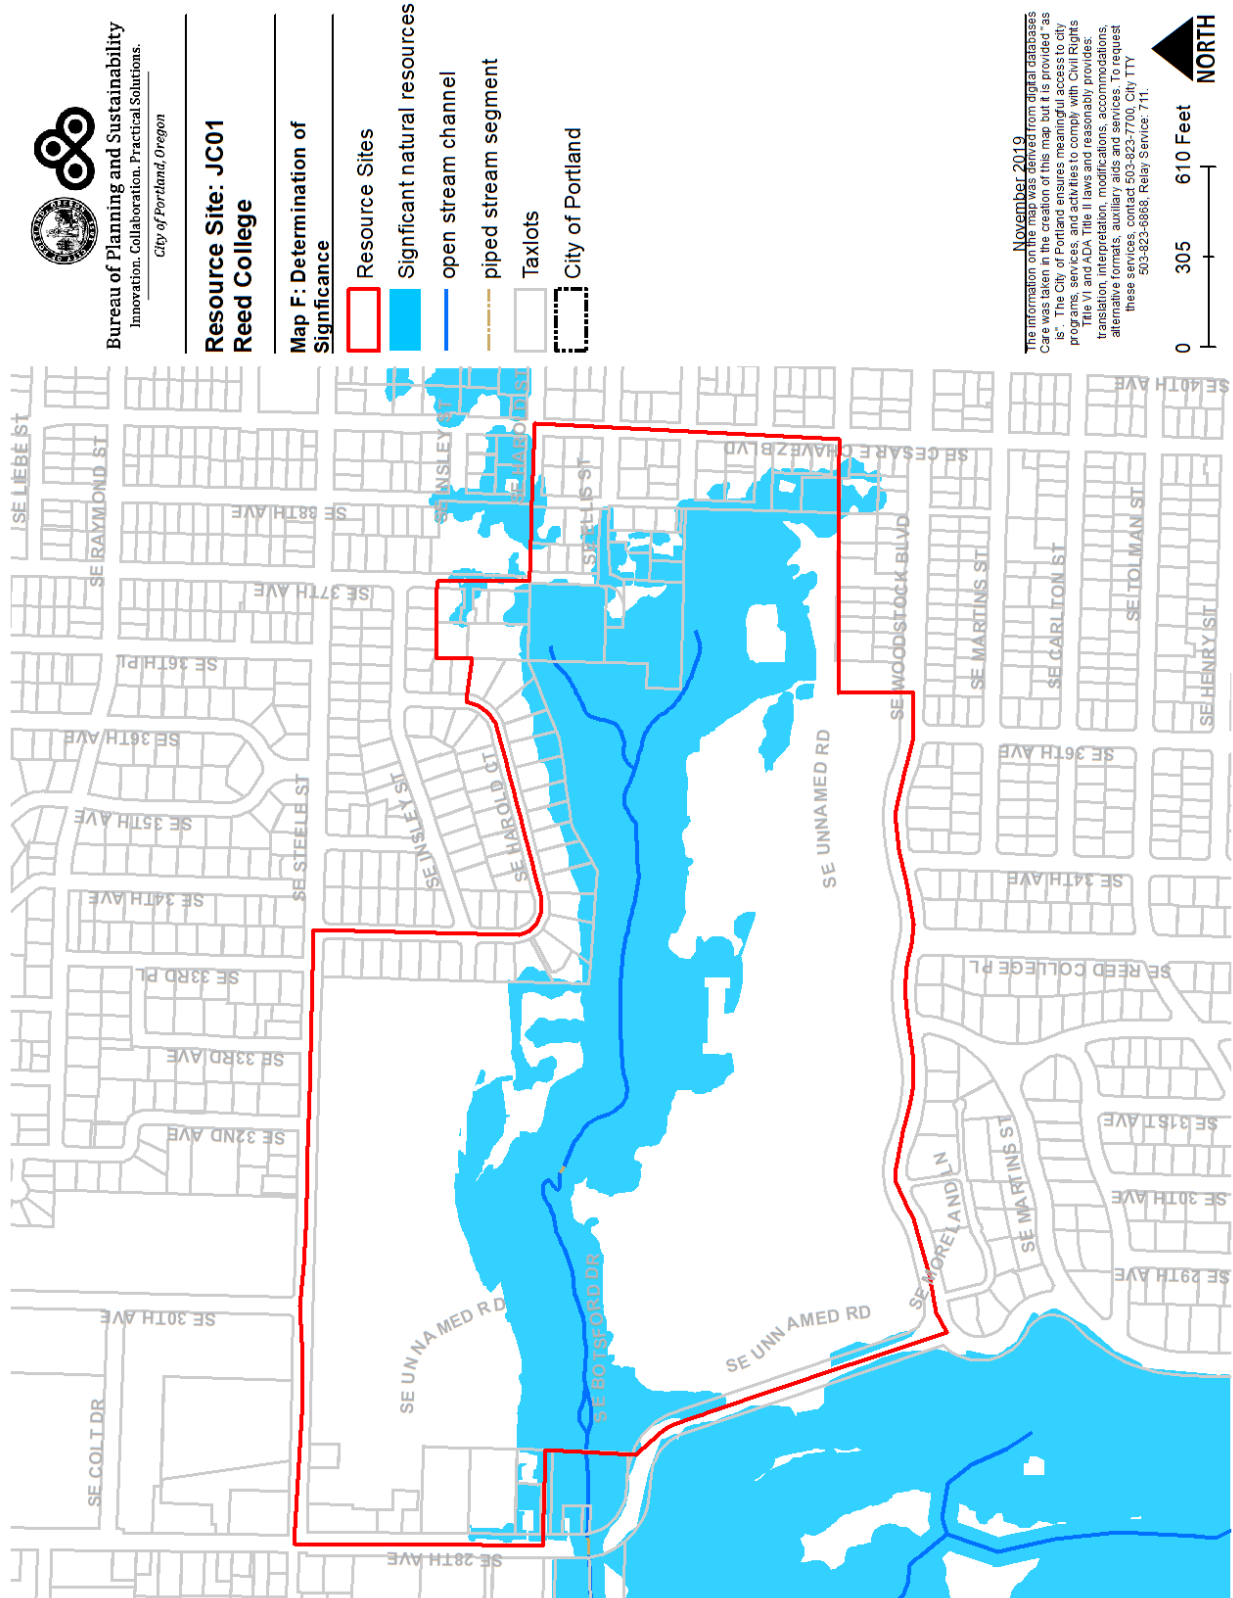 Bureau of Planning and Sustainability
Innovation. Collaboration. Practical Solutions.
City of Portland, Oregon
Resource Site: JC01
Reed College
Map F: Determination of
Signficance
Resource Sites
Signficant natural resources
open stream channel
piped stream segment
Taxlots
City of Portland
November 2019
The information on the map was derived from digital databases
Care was taken in the creation of this map but it is provided "as
is". The City of Portland ensures meaningful access to city
programs, services, and activities to comply with Civil Rights
Title VI and ADA Title II laws and reasonably provides:
translation, interpretation, modifications, accommodations,
alternative formats, auxiliary aids and services. To request
these services, contact 503-823-7700, City TTY
503-823-6868, Relay Service: 711.
0 305 610 Feet
NORTH
SE LIEBE ST
SE RAYMOND ST
SE 38TH AVE
SE 37TH AVE
SE 36TH PL
SE 36TH AVE
SE 35TH AVE
SE 34TH AVE
SE 33RD PL
SE 33RD AVE
SE 32ND AVE
SE 30TH AVE
SE COLT DR
SE 28TH AVE
SE STEELE ST
SE INSLEY ST
SE HAROLD CT
SE INSLEY ST
SE HAROLD ST
SE ELLIS ST
SE CESAR E CHAVEZ BLVD
SE 40TH AVE
SE WOODSTOCK BLVD
SE MARTINS ST
SE CARLTON ST
SE TOLMAN ST
SE HENRY ST
SE 36TH AVE
SE 34TH AVE
SE REED COLLEGE PL
SE 31ST AVE
SE 30TH AVE
SE 29TH AVE
SE MARTINS ST
SE MORELAND LN
SE UNNAMED RD
SE UNNAMED RD
SE UNNAMED RD
SE BOTSFORD DR